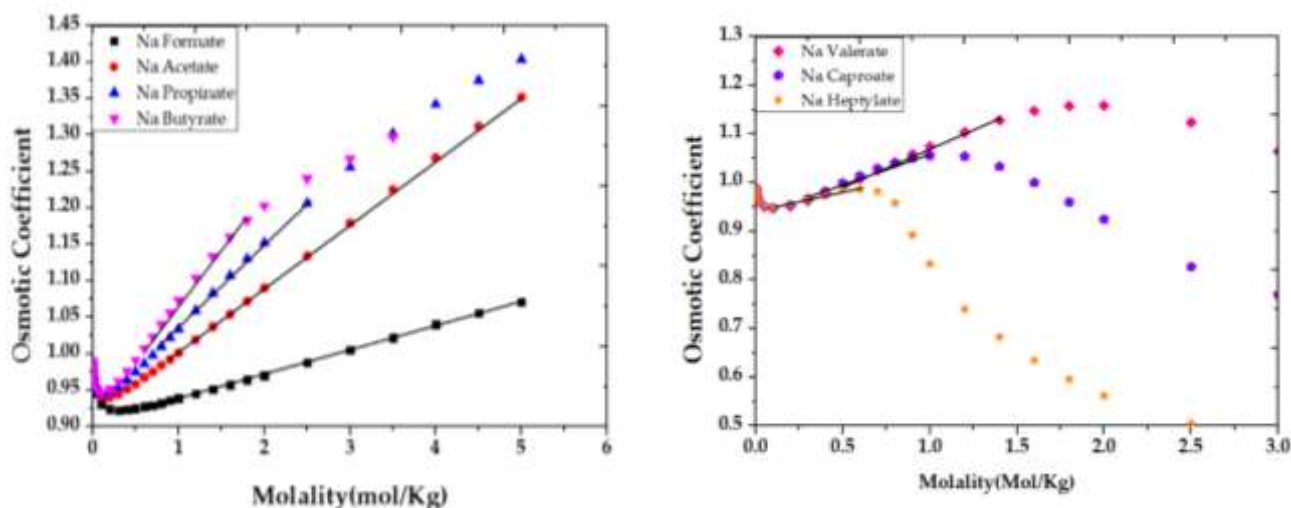 1.45
1.40
1.35
1.30
1.25
1.20
1.15
1.10
1.05
1.00
0.95
0.90
Osmotic Coefficient
Na Formate
Na Acetate
Na Propinate
Na Butyrate
0 1 2 3 4 5 6
Molality(mol/Kg)
1.3
1.2
1.1
1.0
0.9
0.8
0.7
0.6
0.5
Osmotic Coefficient
Na Valerate
Na Caproate
Na Heptylate
0.0 0.5 1.0 1.5 2.0 2.5 3.0
Molality(Mol/Kg)